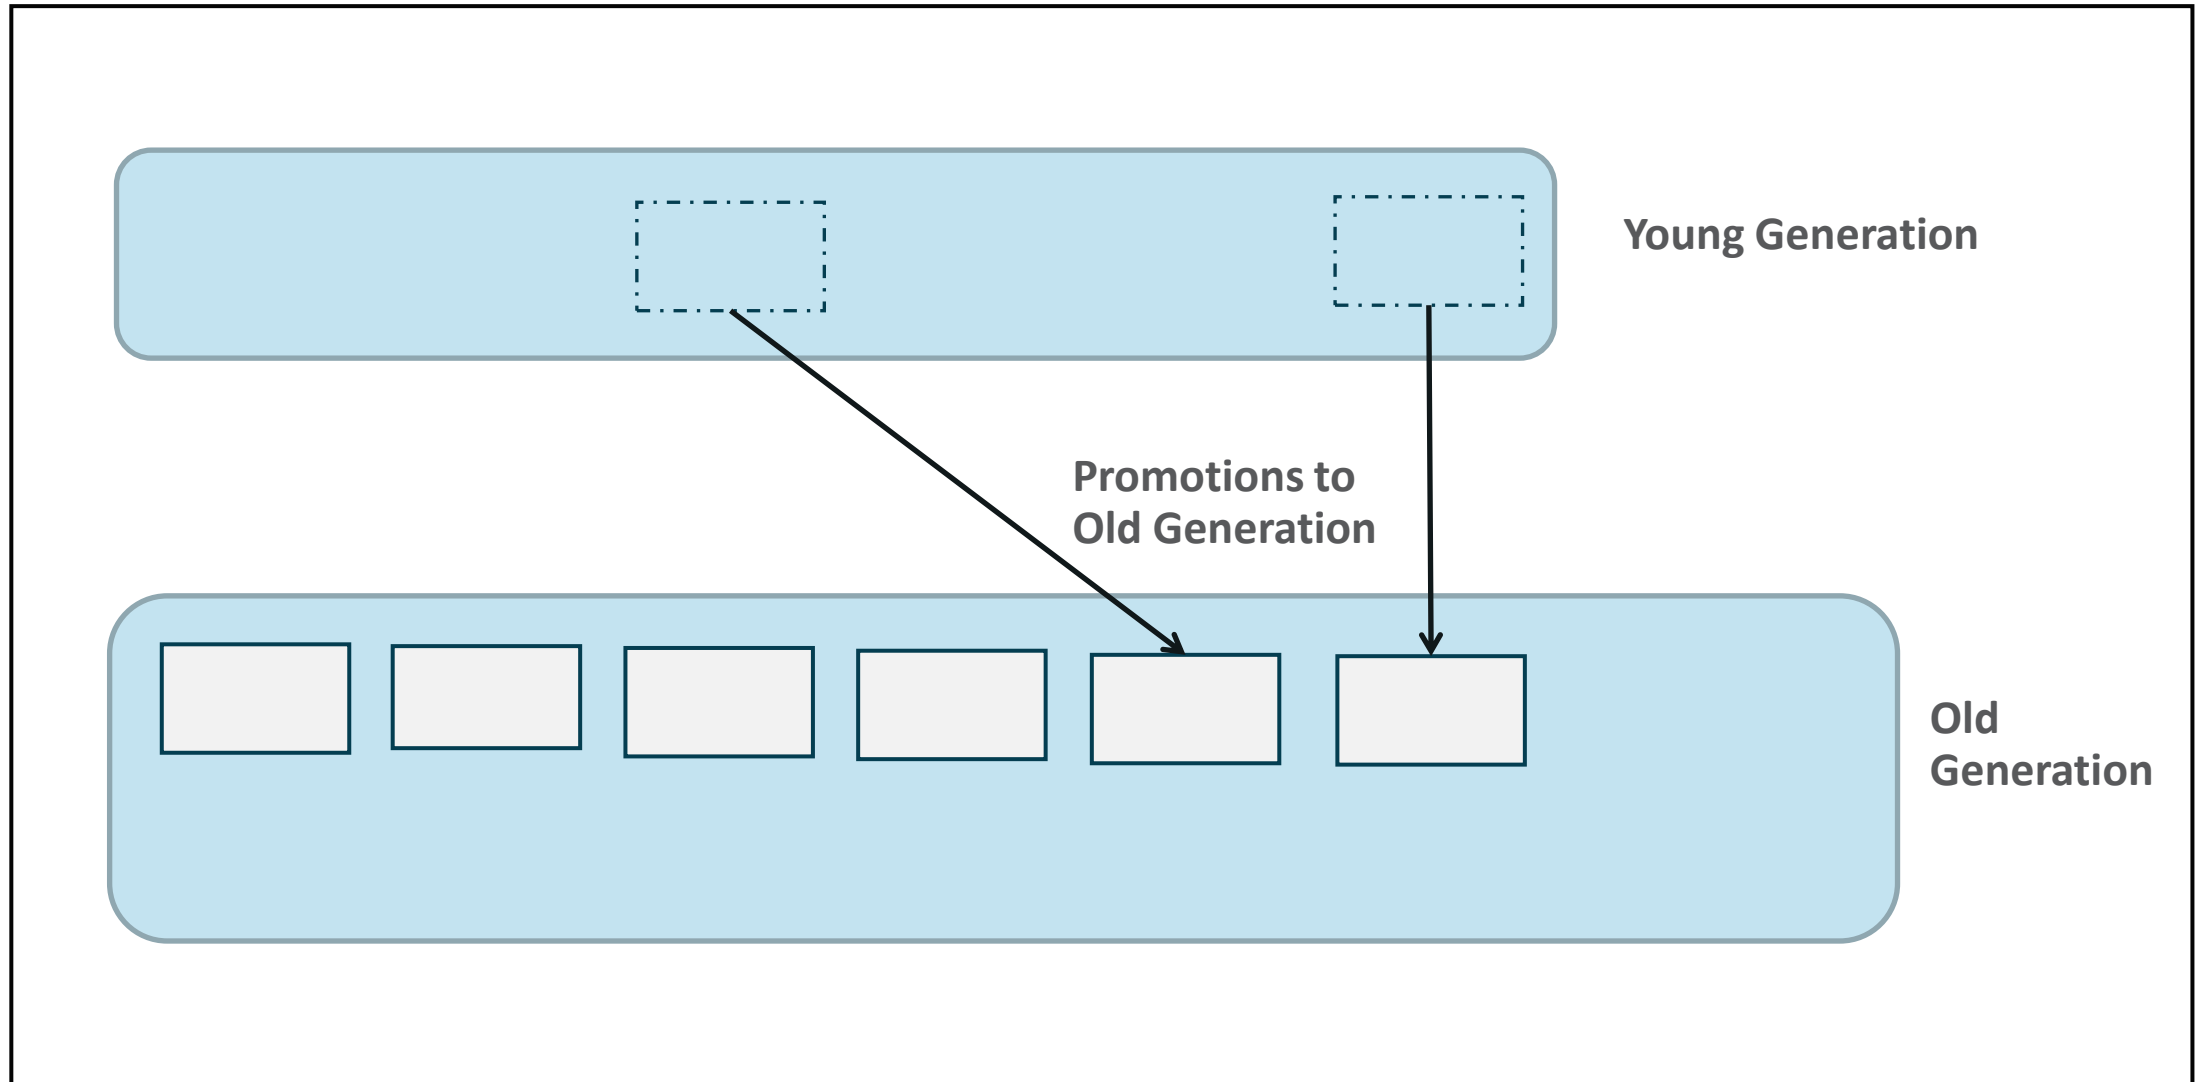 Young Generation
Promotions to
Old Generation
Old
Generation